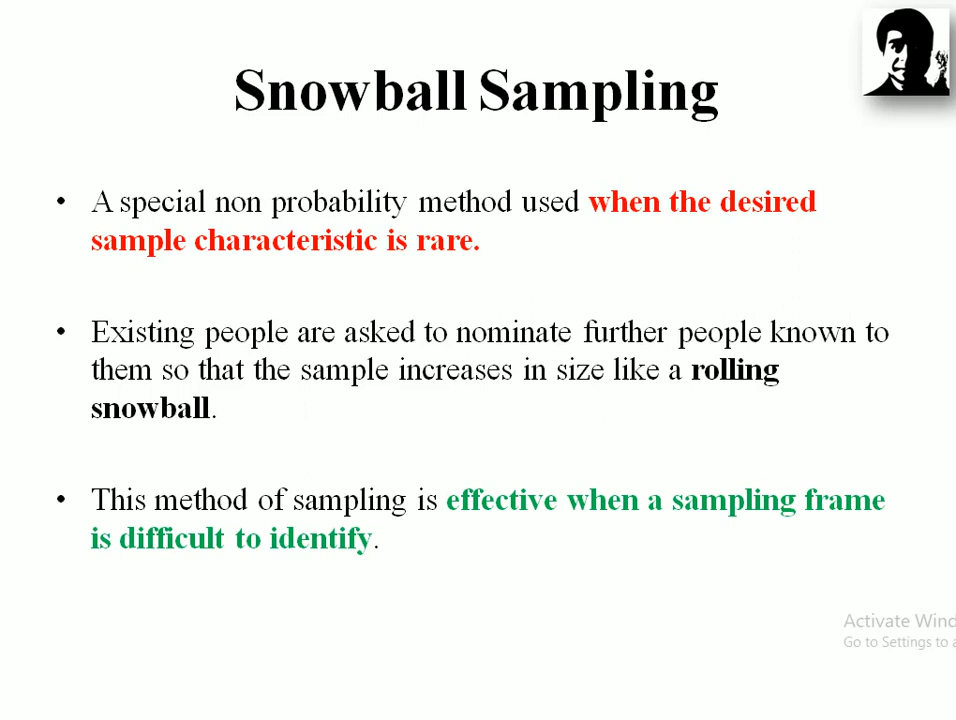 Snowball Sampling
• A special non probability method used when the desired
sample characteristic is rare.
• Existing people are asked to nominate further people known to
them so that the sample increases in size like a rolling
snowball.
• This method of sampling is effective when a sampling frame
is difficult to identify.
Activate Wind
Go to Settings to a